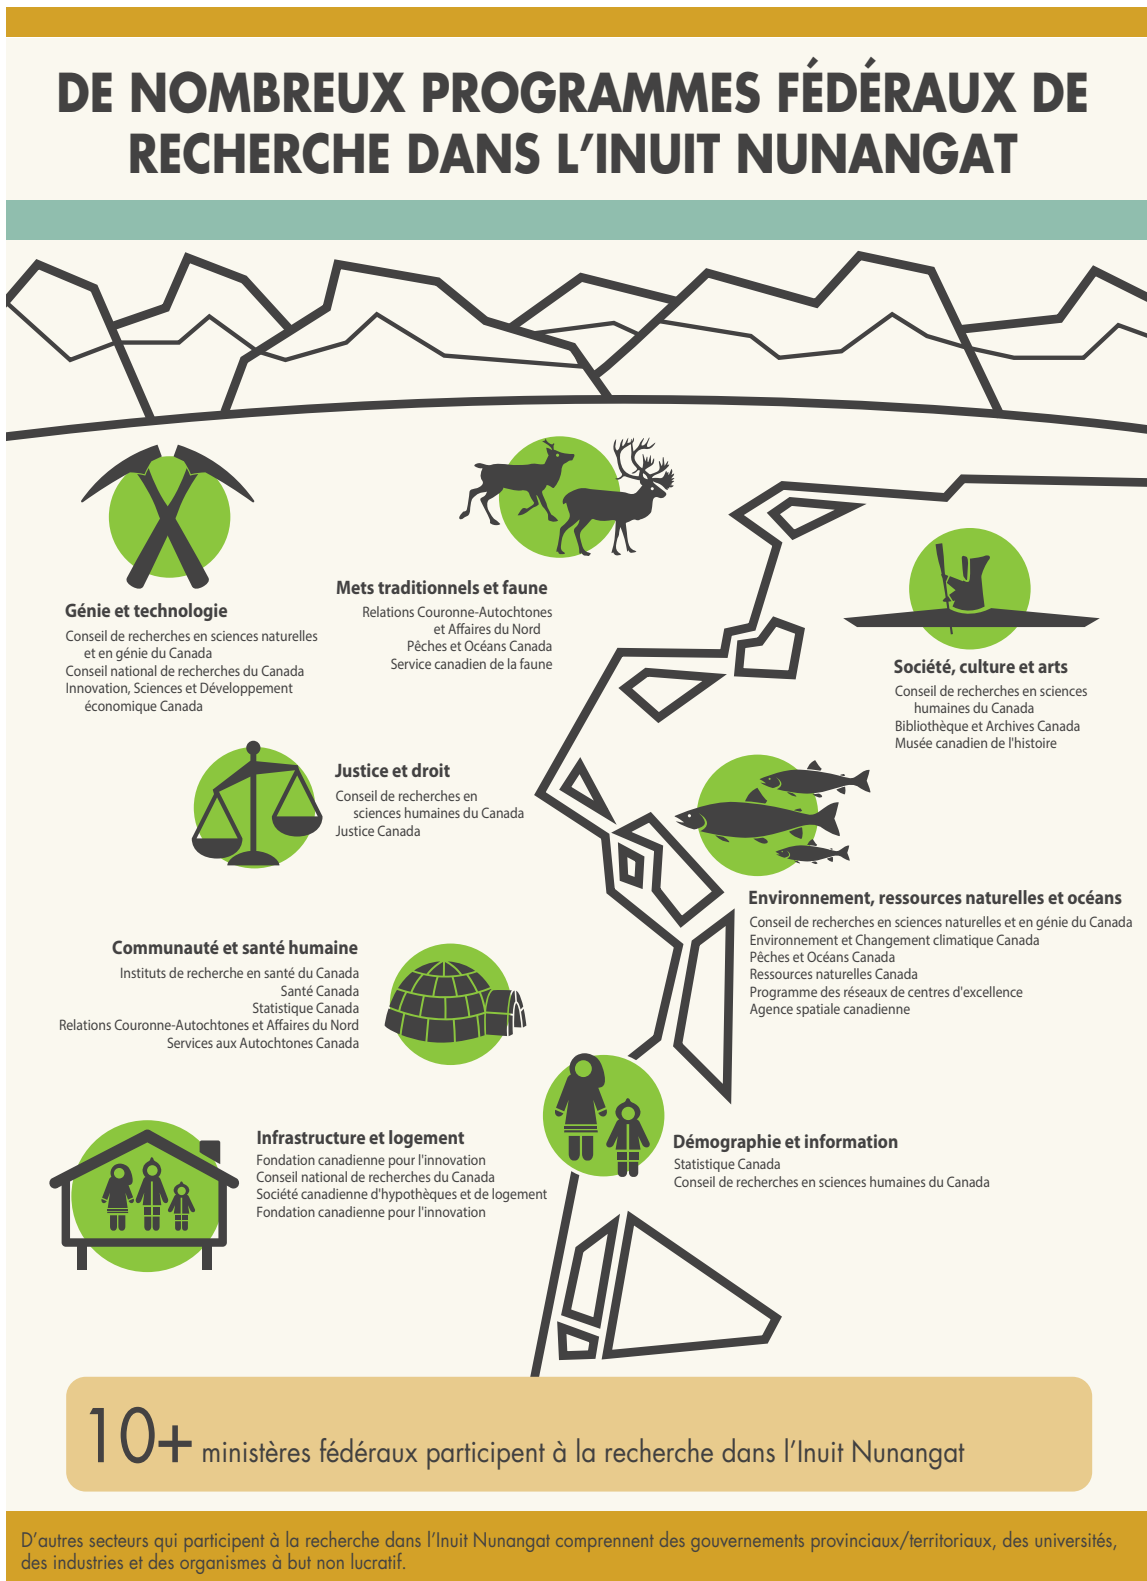 DE NOMBREUX PROGRAMMES FÉDÉRAUX DE
RECHERCHE DANS L'INUIT NUNANGAT
Génie et technologie
Conseil de recherches en sciences naturelles
et en génie du Canada
Conseil national de recherches du Canada
Innovation, Sciences et Développement
économique Canada
Mets traditionnels et faune
Relations Couronne-Autochtones
et Affaires du Nord
Pêches et Océans Canada
Service canadien de la faune
Société, culture et arts
Conseil de recherches en sciences
humaines du Canada
Bibliothèque et Archives Canada
Musée canadien de l'histoire
Justice et droit
Conseil de recherches en
sciences humaines du Canada
Justice Canada
Environnement, ressources naturelles et océans
Conseil de recherches en sciences naturelles et en génie du Canada
Environnement et Changement climatique Canada
Pêches et Océans Canada
Ressources naturelles Canada
Programme des réseaux de centres d'excellence
Agence spatiale canadienne
Communauté et santé humaine
Instituts de recherche en santé du Canada
Santé Canada
Statistique Canada
Relations Couronne-Autochtones et Affaires du Nord
Services aux Autochtones Canada
Infrastructure et logement
Fondation canadienne pour l'innovation
Conseil national de recherches du Canada
Société canadienne d'hypothèques et de logement
Fondation canadienne pour l'innovation
Démographie et information
Statistique Canada
Conseil de recherches en sciences humaines du Canada
10+ ministères fédéraux participent à la recherche dans l'Inuit Nunangat
D'autres secteurs qui participent à la recherche dans l'Inuit Nunangat comprennent des gouvernements provinciaux/territoriaux, des universités,
des industries et des organismes à but non lucratif.